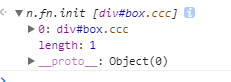 n.fn.init [div#box.ccc]
0: div#box.ccc
length: 1
__proto__: Object(0)